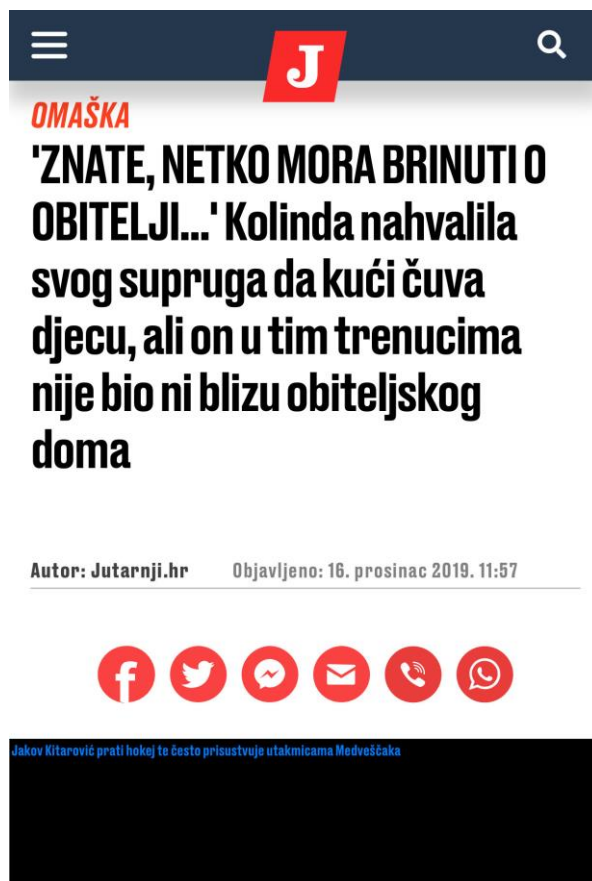 J
OMAŠKA
'ZNATE, NETKO MORA BRINUTI O
OBITELJI...' Kolinda nahvalila
svog supruga da kući čuva
djecu, ali on u tim trenucima
nije bio ni blizu obiteljskog
doma
Autor: Jutarnji.hr Objavljeno: 16. prosinac 2019. 11:57
Jakov Kitarović prati hokej te često prisustvuje utakmicama Medveščaka